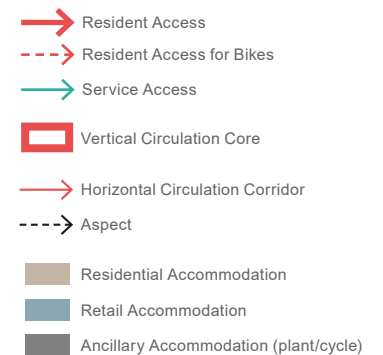 Resident Access
Resident Access for Bikes
Service Access
Vertical Circulation Core
Horizontal Circulation Corridor
Aspect
Residential Accommodation
Retail Accommodation
Ancillary Accommodation (plant/cycle)